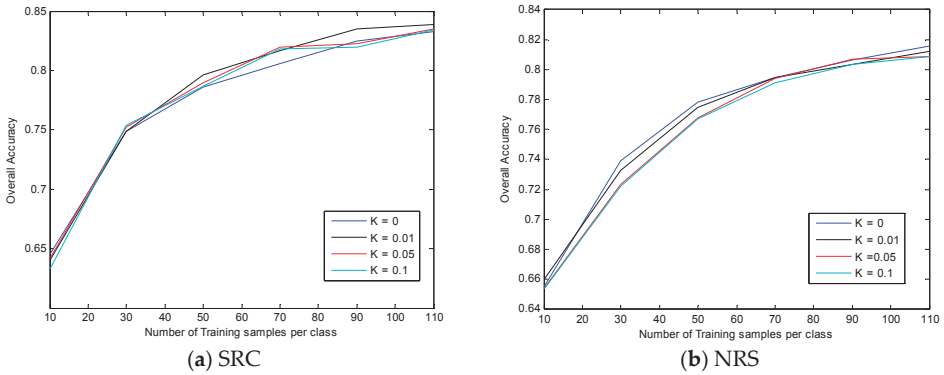 0.85
0.8
0.75
0.7
0.65
Overall Accuracy
10 20 30 40 50 60 70 80 90 100 110
Number of Training samples per class
K = 0
K = 0.01
K = 0.05
K = 0.1
(a) SRC
0.84
0.82
0.8
0.78
0.76
0.74
0.72
0.7
0.68
0.66
0.64
Overall Accuracy
10 20 30 40 50 60 70 80 90 100 110
Number of Training samples per class
K = 0
K = 0.01
K =0.05
K = 0.1
(b) NRS